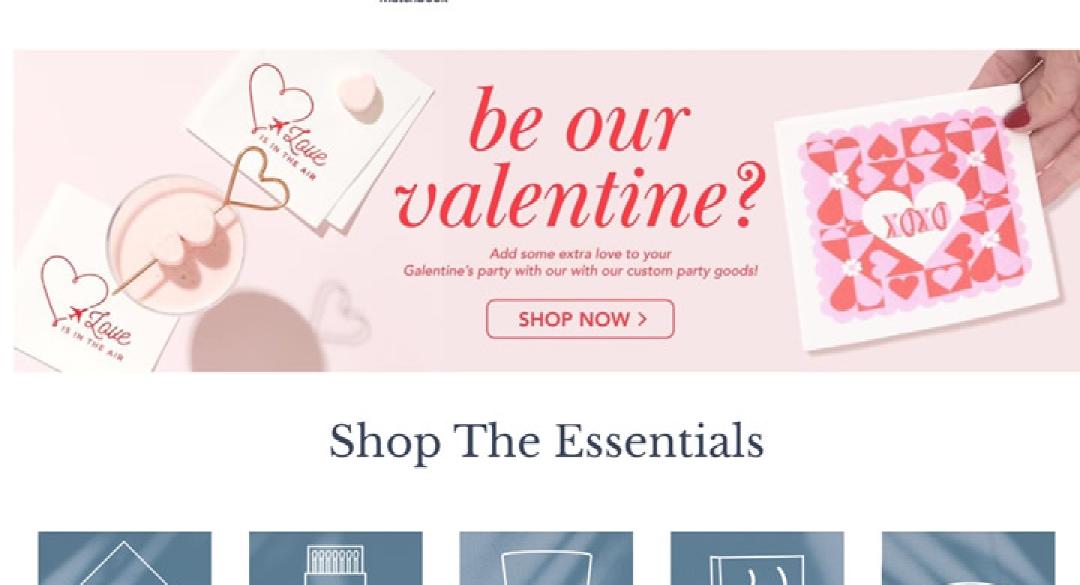 Love
IS IN THE AIR
be our
valentine?
Add some extra love to your
Galentine's party with our with our custom party goods!
SHOP NOW >
XOXO
Love
IS IN THE AIR
Shop The Essentials